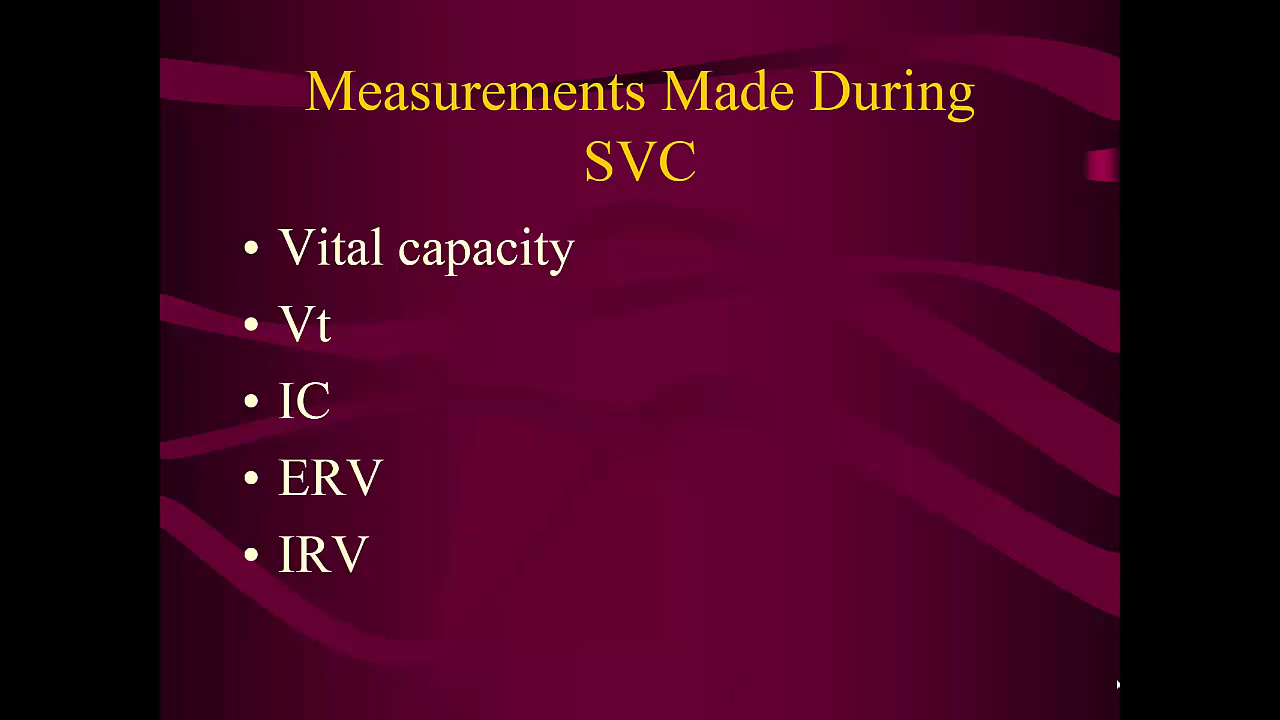 Measurements Made During
SVC
• Vital capacity
• Vt
• IC
• ERV
• IRV